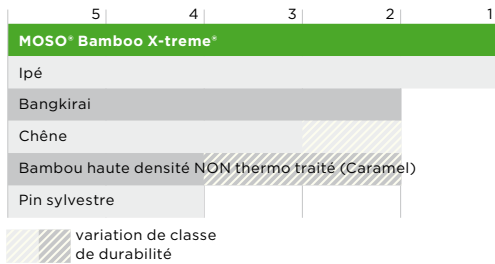 5 4 3 2 1
MOSO® Bamboo X-treme®
Ipé
Bangkirai
Chêne
Bambou haute densité NON thermo traité (Caramel)
Pin sylvestre
variation de classe
de durabilité